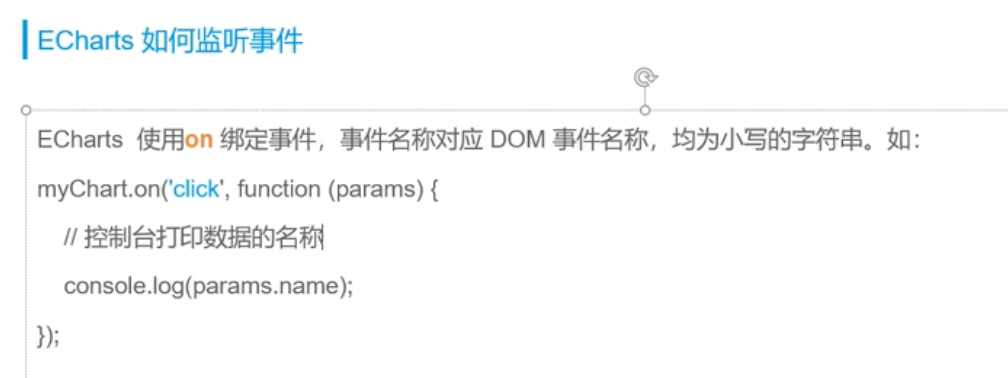 ECharts 如何监听事件
ECharts 使用on 绑定事件，事件名称对应 DOM 事件名称，均为小写的字符串。如：
myChart.on('click', function (params) {
// 控制台打印数据的名称
console.log(params.name);
});